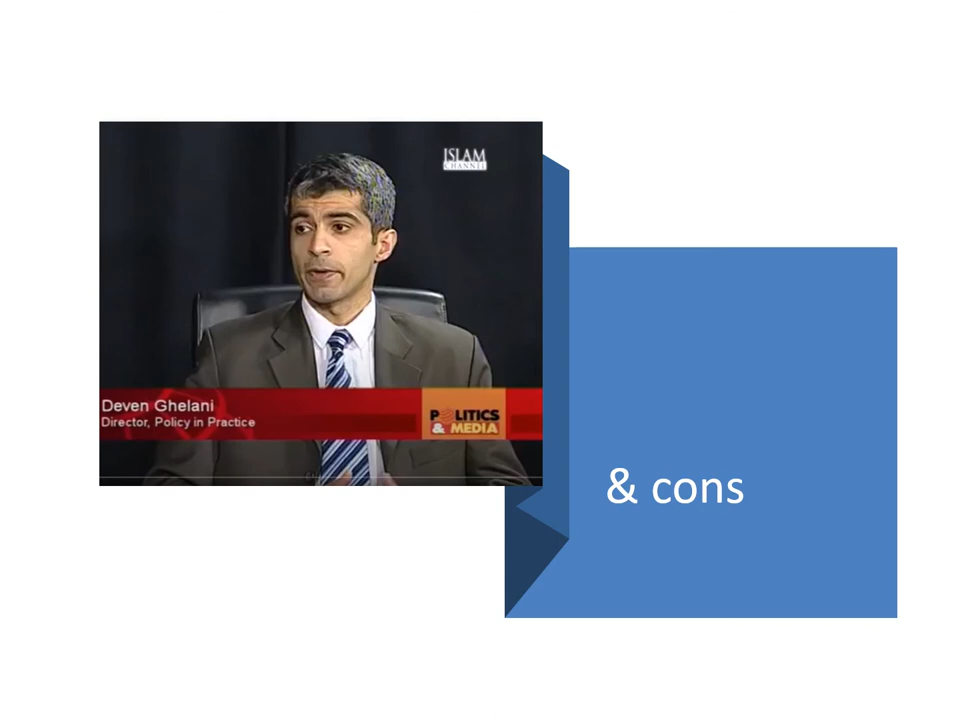 ISLAM
CHANNEL
Deven Ghelani
Director, Policy in Practice
POLITICS
& MEDIA
& cons